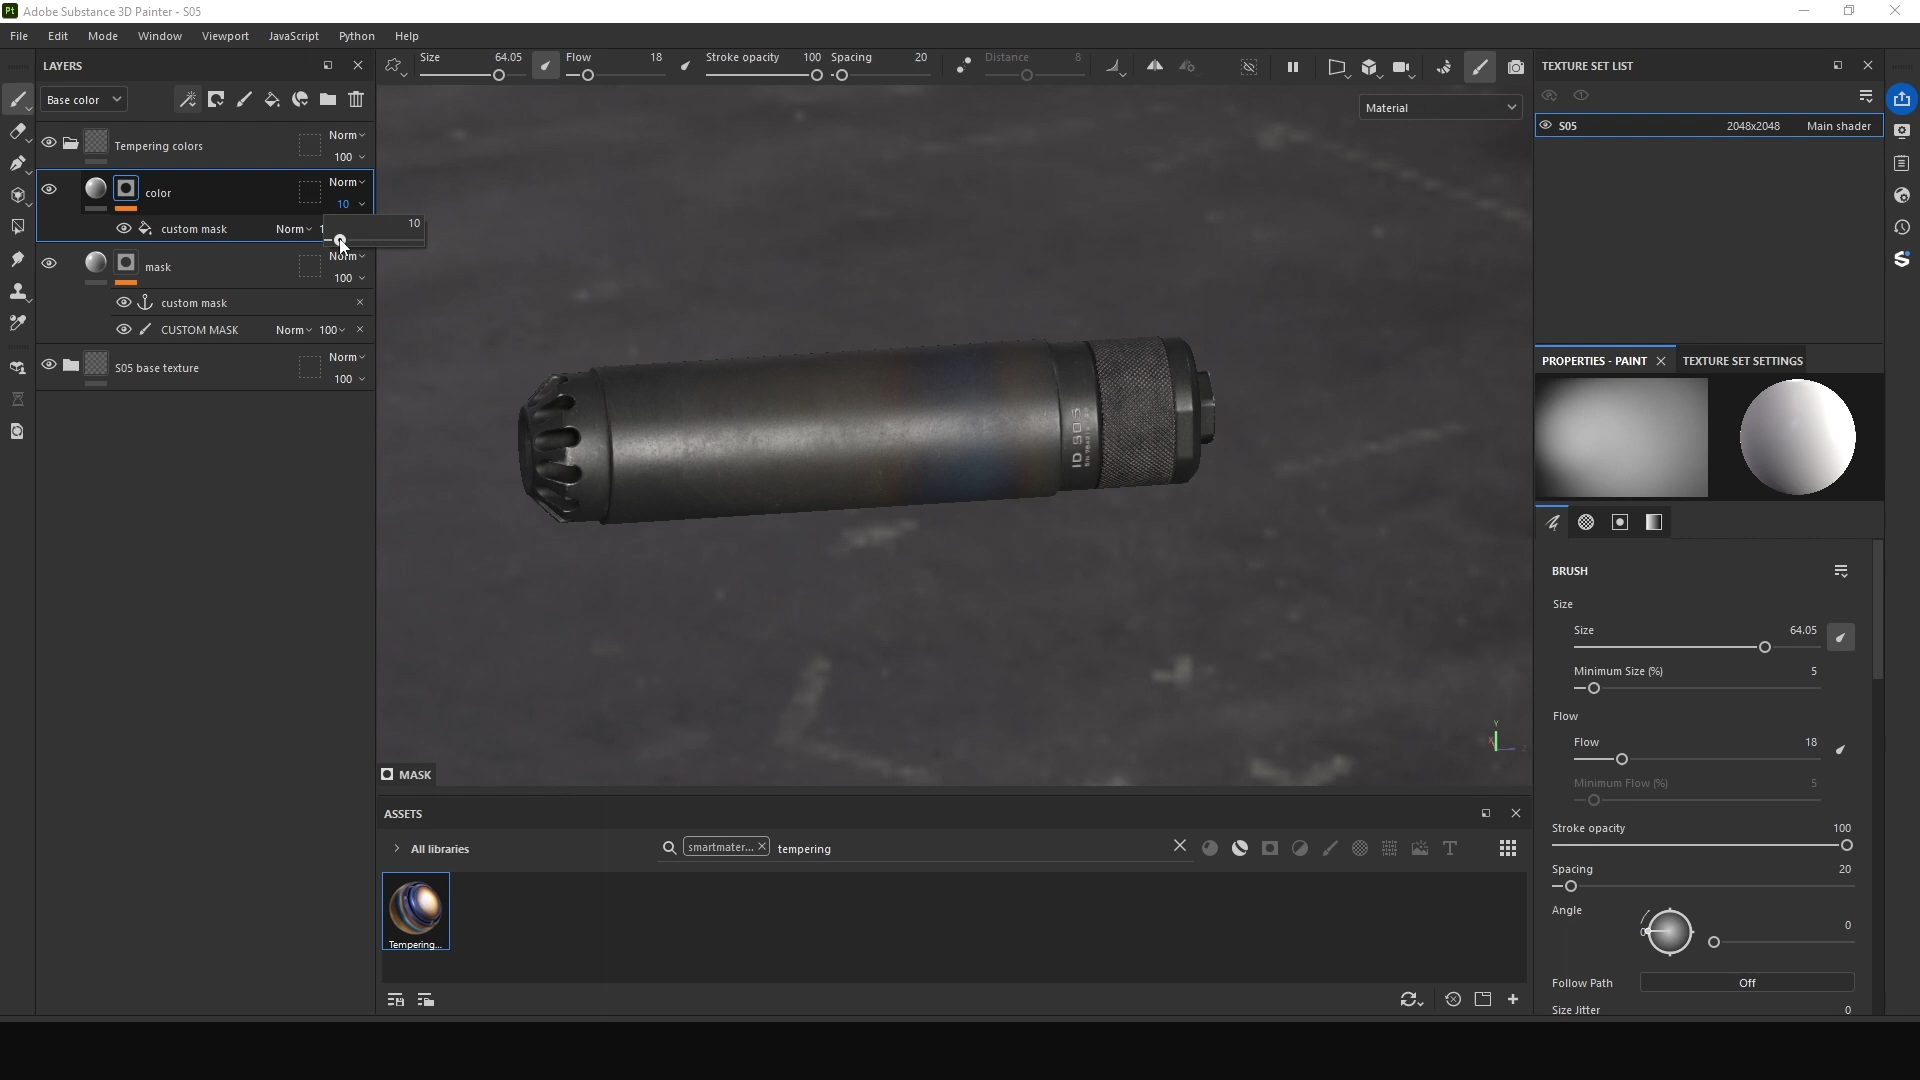 Pt Adobe Substance 3D Painter - S05
File Edit Mode Window Viewport JavaScript Python Help
LAYERS
Size 64.05
Flow 18
Stroke opacity 100
Spacing 20
Distance 8
TEXTURE SET LIST
Base color
Material
S05 2048x2048 Main shader
Tempering colors Norm 100
color Norm 10
10
custom mask Norm
mask Norm 100
custom mask
CUSTOM MASK Norm 100
S05 base texture Norm 100
ID S05
Y
MASK
PROPERTIES - PAINT
TEXTURE SET SETTINGS
BRUSH
Size
Size 64.05
Minimum Size (%) 5
Flow
Flow 18
Minimum Flow (%) 5
Stroke opacity 100
Spacing 20
Angle 0
Follow Path Off
Size Jitter 0
ASSETS
All libraries
smartmater... tempering
Tempering...